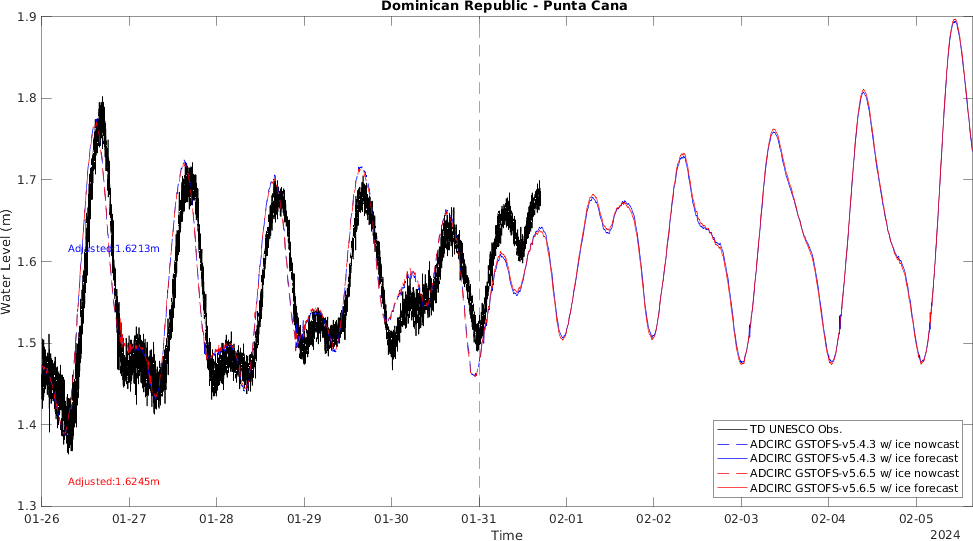 Dominican Republic - Punta Cana
1.9
1.8
1.7
1.6
1.5
1.4
1.3
Water Level (m)
Adjusted:1.6213m
Adjusted:1.6245m
TD UNESCO Obs.
ADCIRC GSTOFS-v5.4.3 w/ ice nowcast
ADCIRC GSTOFS-v5.4.3 w/ ice forecast
ADCIRC GSTOFS-v5.6.5 w/ ice nowcast
ADCIRC GSTOFS-v5.6.5 w/ ice forecast
01-26 01-27 01-28 01-29 01-30 01-31 02-01 02-02 02-03 02-04 02-05
Time
2024